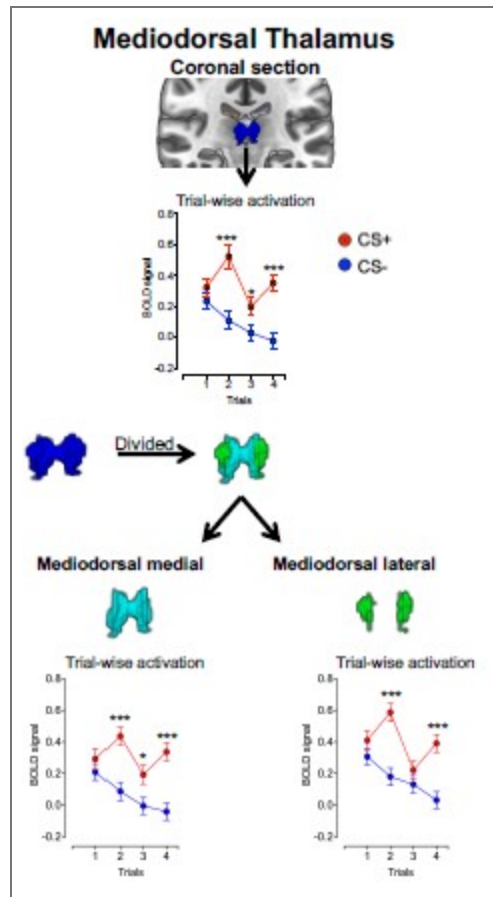 Mediodorsal Thalamus
Coronal section
Trial-wise activation
0.8
0.6
0.4
0.2
0.0
-0.2
BOLD signal
***
*
***
1 2 3 4
Trials
CS+
CS-
Divided
Mediodorsal medial
Mediodorsal lateral
Trial-wise activation
0.8
0.6
0.4
0.2
0.0
-0.2
BOLD signal
***
*
***
1 2 3 4
Trials
Trial-wise activation
0.8
0.6
0.4
0.2
0.0
-0.2
BOLD signal
***
***
1 2 3 4
Trials